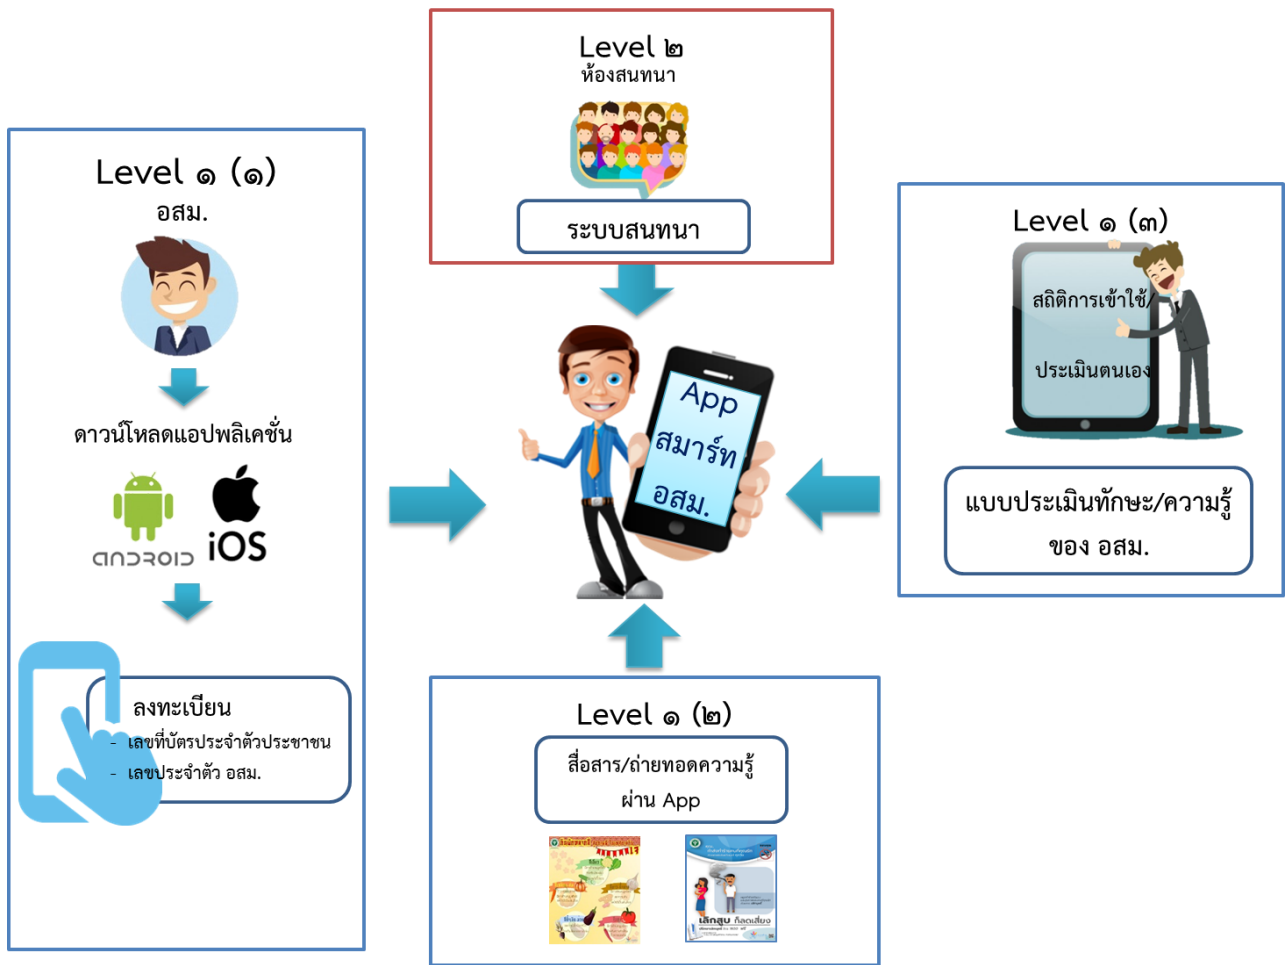 Level ๒
ห้องสนทนา
ระบบสนทนา
Level ๑ (๑)
อสม.
ดาวน์โหลดแอปพลิเคชั่น
ANDROID
iOS
ลงทะเบียน
- เลขที่บัตรประจำตัวประชาชน
- เลขประจำตัว อสม.
App
สมาร์ท
อสม.
Level ๑ (๓)
สถิติการเข้าใช้/
ประเมินตนเอง
แบบประเมินทักษะ/ความรู้
ของ อสม.
Level ๑ (๒)
สื่อสาร/ถ่ายทอดความรู้
ผ่าน App
เลิกสูบ ก็ลดเสี่ยง